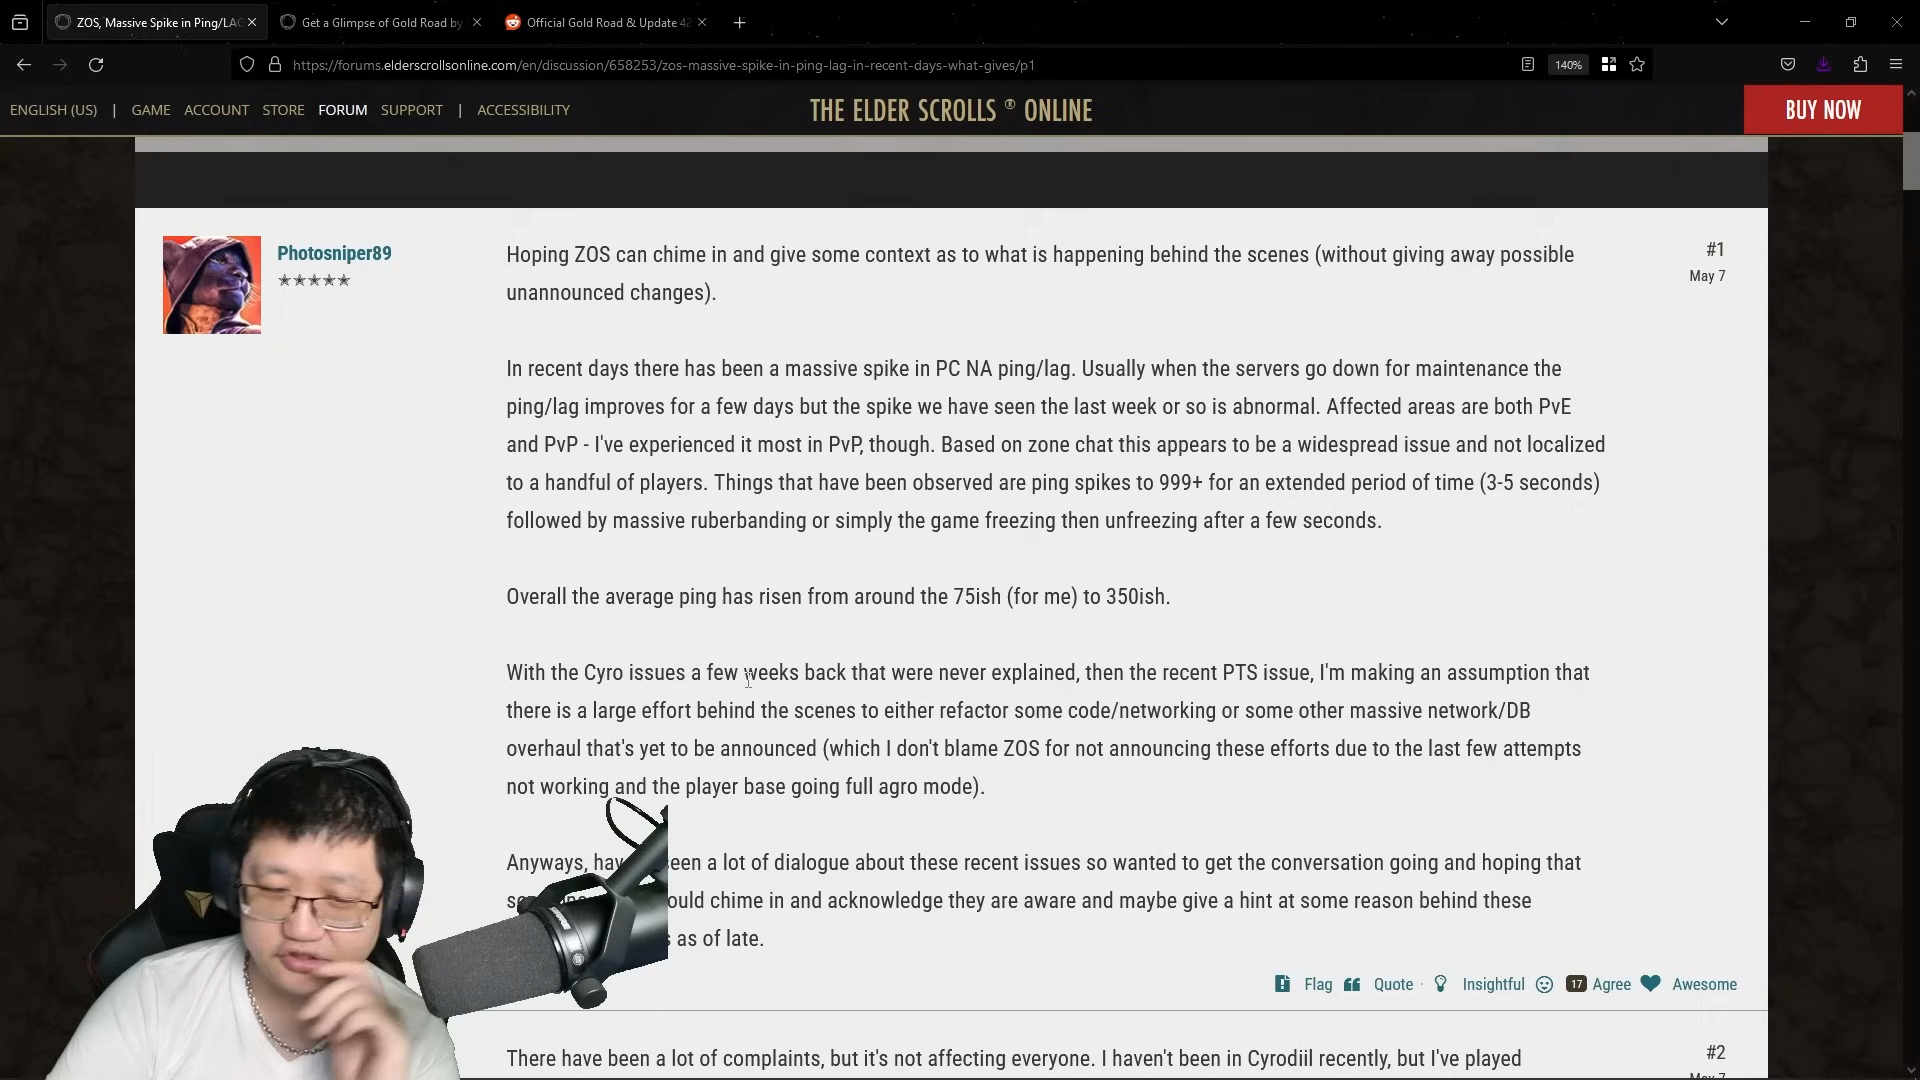 ZOS, Massive Spike in Ping/LAG
Get a Glimpse of Gold Road by
Official Gold Road & Update 42
https://forums.elderscrollsonline.com/en/discussion/658253/zos-massive-spike-in-ping-lag-in-recent-days-what-gives/p1
140%
ENGLISH (US) | GAME ACCOUNT STORE FORUM SUPPORT | ACCESSIBILITY
THE ELDER SCROLLS ® ONLINE
BUY NOW
Photosniper89
#1
May 7
Hoping ZOS can chime in and give some context as to what is happening behind the scenes (without giving away possible
unannounced changes).
In recent days there has been a massive spike in PC NA ping/lag. Usually when the servers go down for maintenance the
ping/lag improves for a few days but the spike we have seen the last week or so is abnormal. Affected areas are both PvE
and PvP - I've experienced it most in PvP, though. Based on zone chat this appears to be a widespread issue and not localized
to a handful of players. Things that have been observed are ping spikes to 999+ for an extended period of time (3-5 seconds)
followed by massive ruberbanding or simply the game freezing then unfreezing after a few seconds.
Overall the average ping has risen from around the 75ish (for me) to 350ish.
With the Cyro issues a few weeks back that were never explained, then the recent PTS issue, I'm making an assumption that
there is a large effort behind the scenes to either refactor some code/networking or some other massive network/DB
overhaul that's yet to be announced (which I don't blame ZOS for not announcing these efforts due to the last few attempts
not working and the player base going full agro mode).
Anyways, seen a lot of dialogue about these recent issues so wanted to get the conversation going and hoping that
chime in and acknowledge they are aware and maybe give a hint at some reason behind these
as of late.
Flag Quote · Insightful 17 Agree Awesome
There have been a lot of complaints, but it's not affecting everyone. I haven't been in Cyrodiil recently, but I've played
#2
May 7